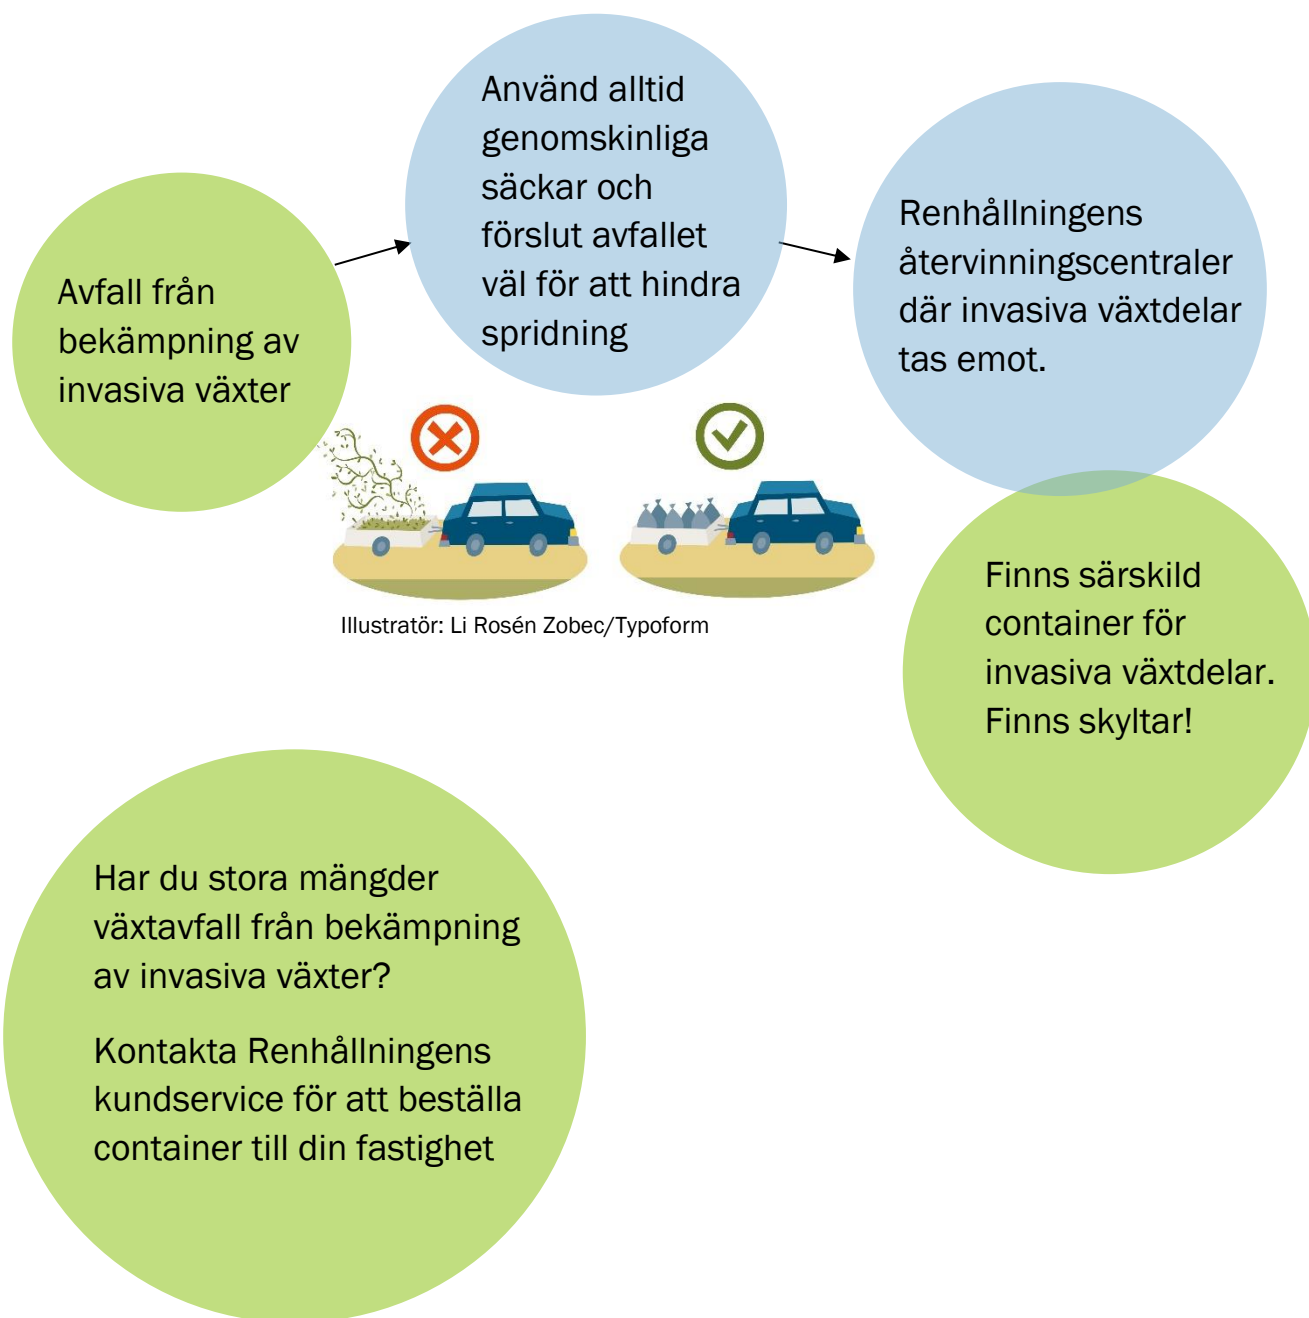 Använd alltid
genomskinliga
säckar och
förslut avfallet
väl för att hindra
spridning
Avfall från
bekämpning av
invasiva växter
Renhållningens
återvinningscentraler
där invasiva växtdelar
tas emot.
Finns särskild
container för
invasiva växtdelar.
Finns skyltar!
Illustratör: Li Rosén Zobec/Typoform
Har du stora mängder
växtavfall från bekämpning
av invasiva växter?
Kontakta Renhållningens
kundservice för att beställa
container till din fastighet